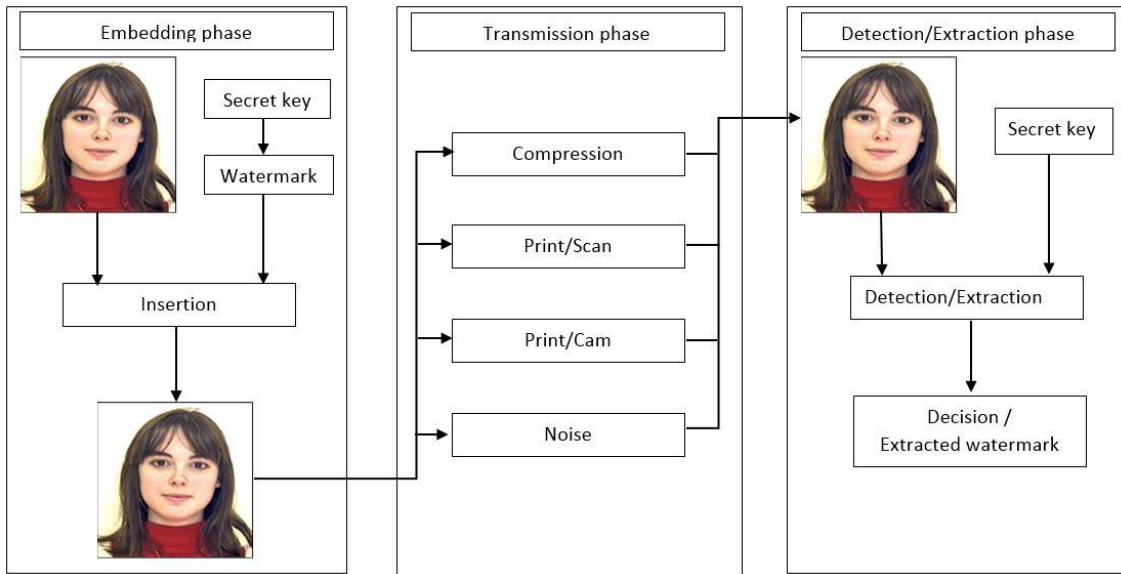 Embedding phase
Secret key
Watermark
Insertion
Transmission phase
Compression
Print/Scan
Print/Cam
Noise
Detection/Extraction phase
Secret key
Detection/Extraction
Decision /
Extracted watermark